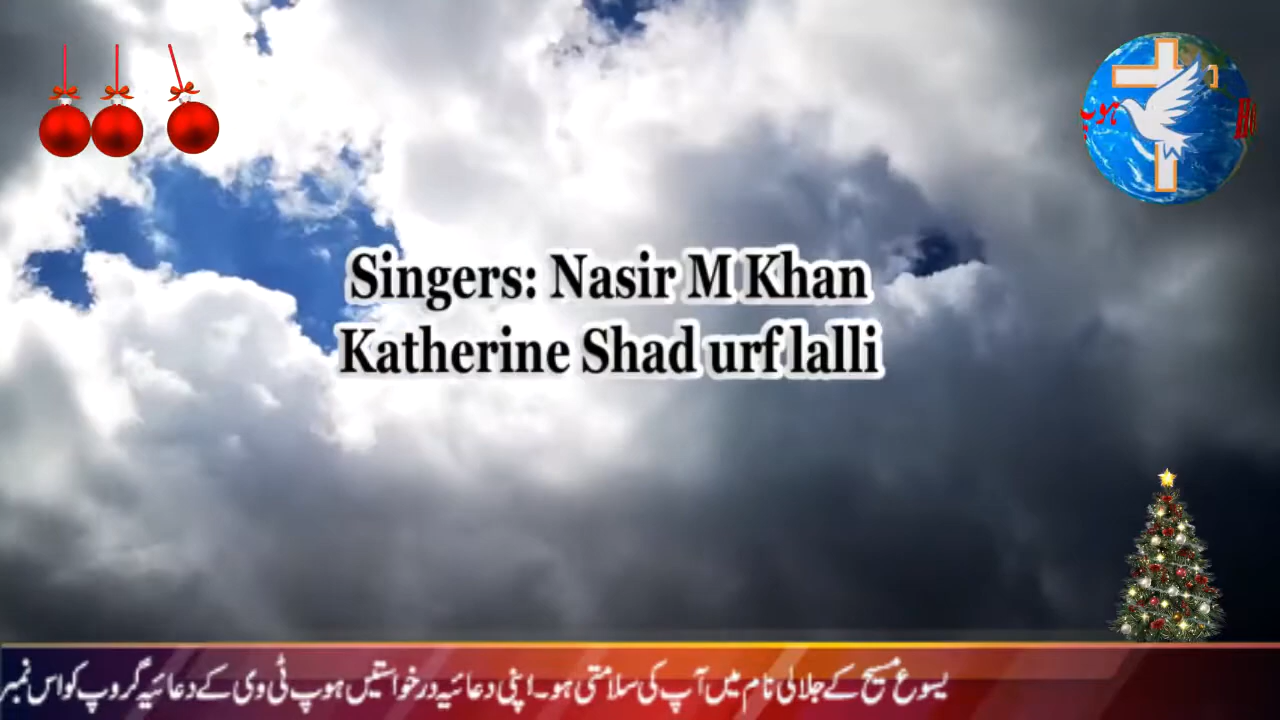 ہوپ
Singers: Nasir M Khan
Katherine Shad urf lalli
یسوع مسیح کے جلالی نام میں آپ کی سلامتی ہو۔ اپنی دعائیہ درخواستیں ہوپ ٹی وی کے دعائیہ گروپ کو اس نمبر